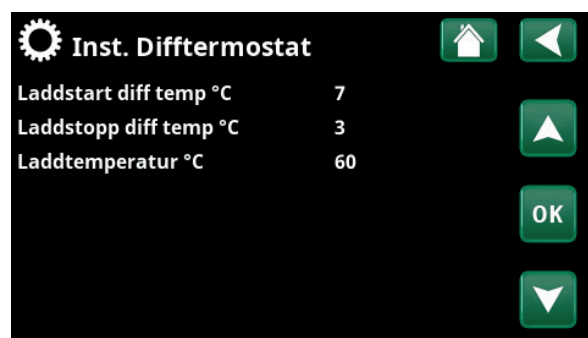 Inst. Difftermostat
Laddstart diff temp °C 7
Laddstopp diff temp °C 3
Laddtemperatur °C 60
OK